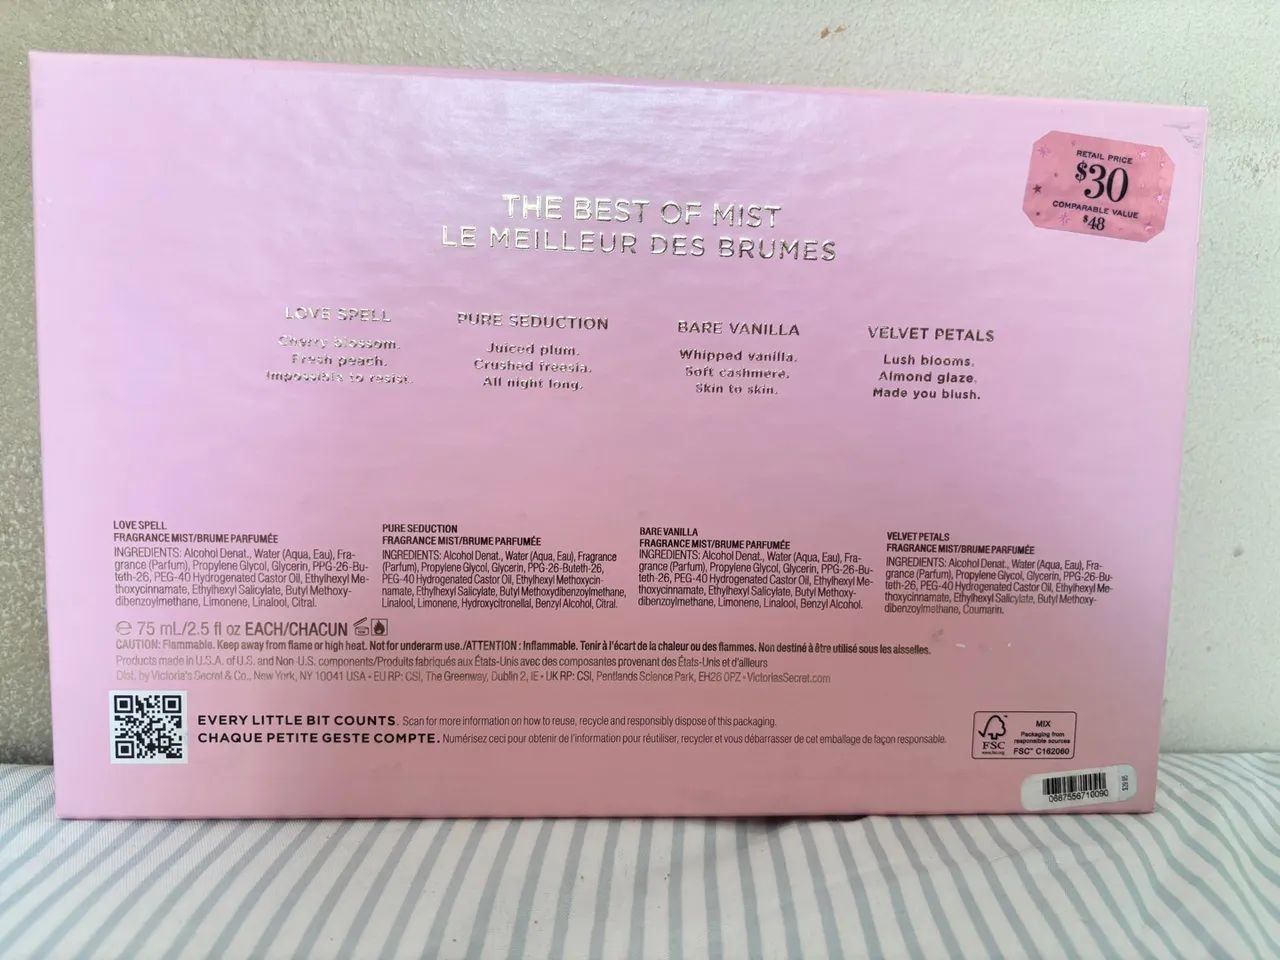 RETAIL PRICE
$30
COMPARABLE VALUE
$48
THE BEST OF MIST
LE MEILLEUR DES BRUMES
LOVE SPELL
Cherry blossom.
Fresh peach.
Impossible to resist.
PURE SEDUCTION
Juiced plum.
Crushed freesia.
All night long.
BARE VANILLA
Whipped vanilla.
Soft cashmere.
Skin to skin.
VELVET PETALS
Lush blooms.
Almond glaze.
Made you blush.
LOVE SPELL
FRAGRANCE MIST/BRUME PARFUMÉE
INGREDIENTS: Alcohol Denat., Water (Aqua, Eau), Fra-
grance (Parfum), Propylene Glycol, Glycerin, PPG-26-Bu-
teth-26, PEG-40 Hydrogenated Castor Oil, Ethylhexyl Me-
thoxycinnamate, Ethylhexyl Salicylate, Butyl Methoxy-
dibenzoylmethane, Limonene, Linalool, Citral.
PURE SEDUCTION
FRAGRANCE MIST/BRUME PARFUMÉE
INGREDIENTS: Alcohol Denat., Water (Aqua, Eau), Fragrance
(Parfum), Propylene Glycol, Glycerin, PPG-26-Buteth-26,
PEG-40 Hydrogenated Castor Oil, Ethylhexyl Methoxycin-
namate, Ethylhexyl Salicylate, Butyl Methoxydibenzoylmethane,
Linalool, Limonene, Hydroxycitronellal, Benzyl Alcohol, Citral.
BARE VANILLA
FRAGRANCE MIST/BRUME PARFUMÉE
INGREDIENTS: Alcohol Denat., Water (Aqua, Eau), Fra-
grance (Parfum), Propylene Glycol, Glycerin, PPG-26-Bu-
teth-26, PEG-40 Hydrogenated Castor Oil, Ethylhexyl Me-
thoxycinnamate, Ethylhexyl Salicylate, Butyl Methoxy-
dibenzoylmethane, Limonene, Linalool, Benzyl Alcohol.
VELVET PETALS
FRAGRANCE MIST/BRUME PARFUMÉE
INGREDIENTS: Alcohol Denat., Water (Aqua, Eau), Fra-
grance (Parfum), Propylene Glycol, Glycerin, PPG-26-Bu-
teth-26, PEG-40 Hydrogenated Castor Oil, Ethylhexyl Me-
thoxycinnamate, Ethylhexyl Salicylate, Butyl Methoxy-
dibenzoylmethane, Coumarin.
℮ 75 mL/2.5 fl oz EACH/CHACUN
CAUTION: Flammable. Keep away from flame or high heat. Not for underarm use./ATTENTION : Inflammable. Tenir à l'écart de la chaleur ou des flammes. Non destiné à être utilisé sous les aisselles.
Products made in U.S.A. of U.S. and Non-U.S. components/Produits fabriqués aux États-Unis avec des composantes provenant des États-Unis et d'ailleurs
Dist. by Victoria's Secret & Co., New York, NY 10041 USA • EU RP: CSI, The Greenway, Dublin 2, IE • UK RP: CSI, Pentlands Science Park, EH26 0PZ • VictoriasSecret.com
EVERY LITTLE BIT COUNTS. Scan for more information on how to reuse, recycle and responsibly dispose of this packaging.
CHAQUE PETITE GESTE COMPTE. Numérisez ceci pour obtenir de l'information pour réutiliser, recycler et vous débarrasser de cet emballage de façon responsable.
FSC
www.fsc.org
MIX
Packaging from
responsible sources
FSC™ C162060
0667556710090
$29.95